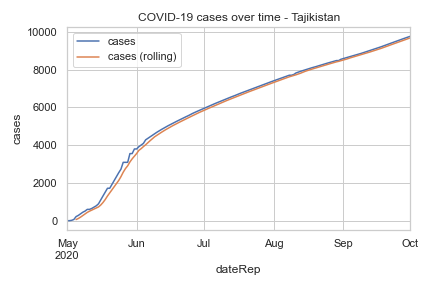 COVID-19 cases over time - Tajikistan
cases
cases (rolling)
10000
8000
6000
4000
2000
0
cases
May Jun Jul Aug Sep Oct
2020
dateRep